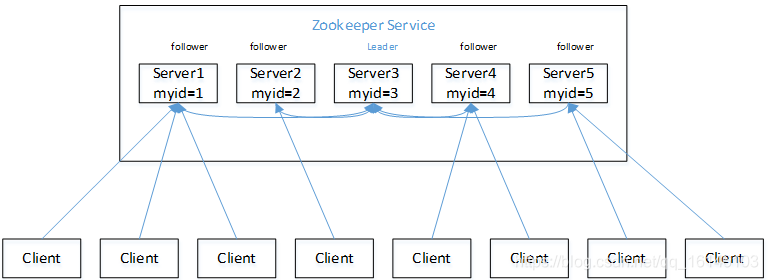 Zookeeper Service
follower follower Leader follower follower
Server1 Server2 Server3 Server4 Server5
myid=1 myid=2 myid=3 myid=4 myid=5
Client Client Client Client Client Client Client Client